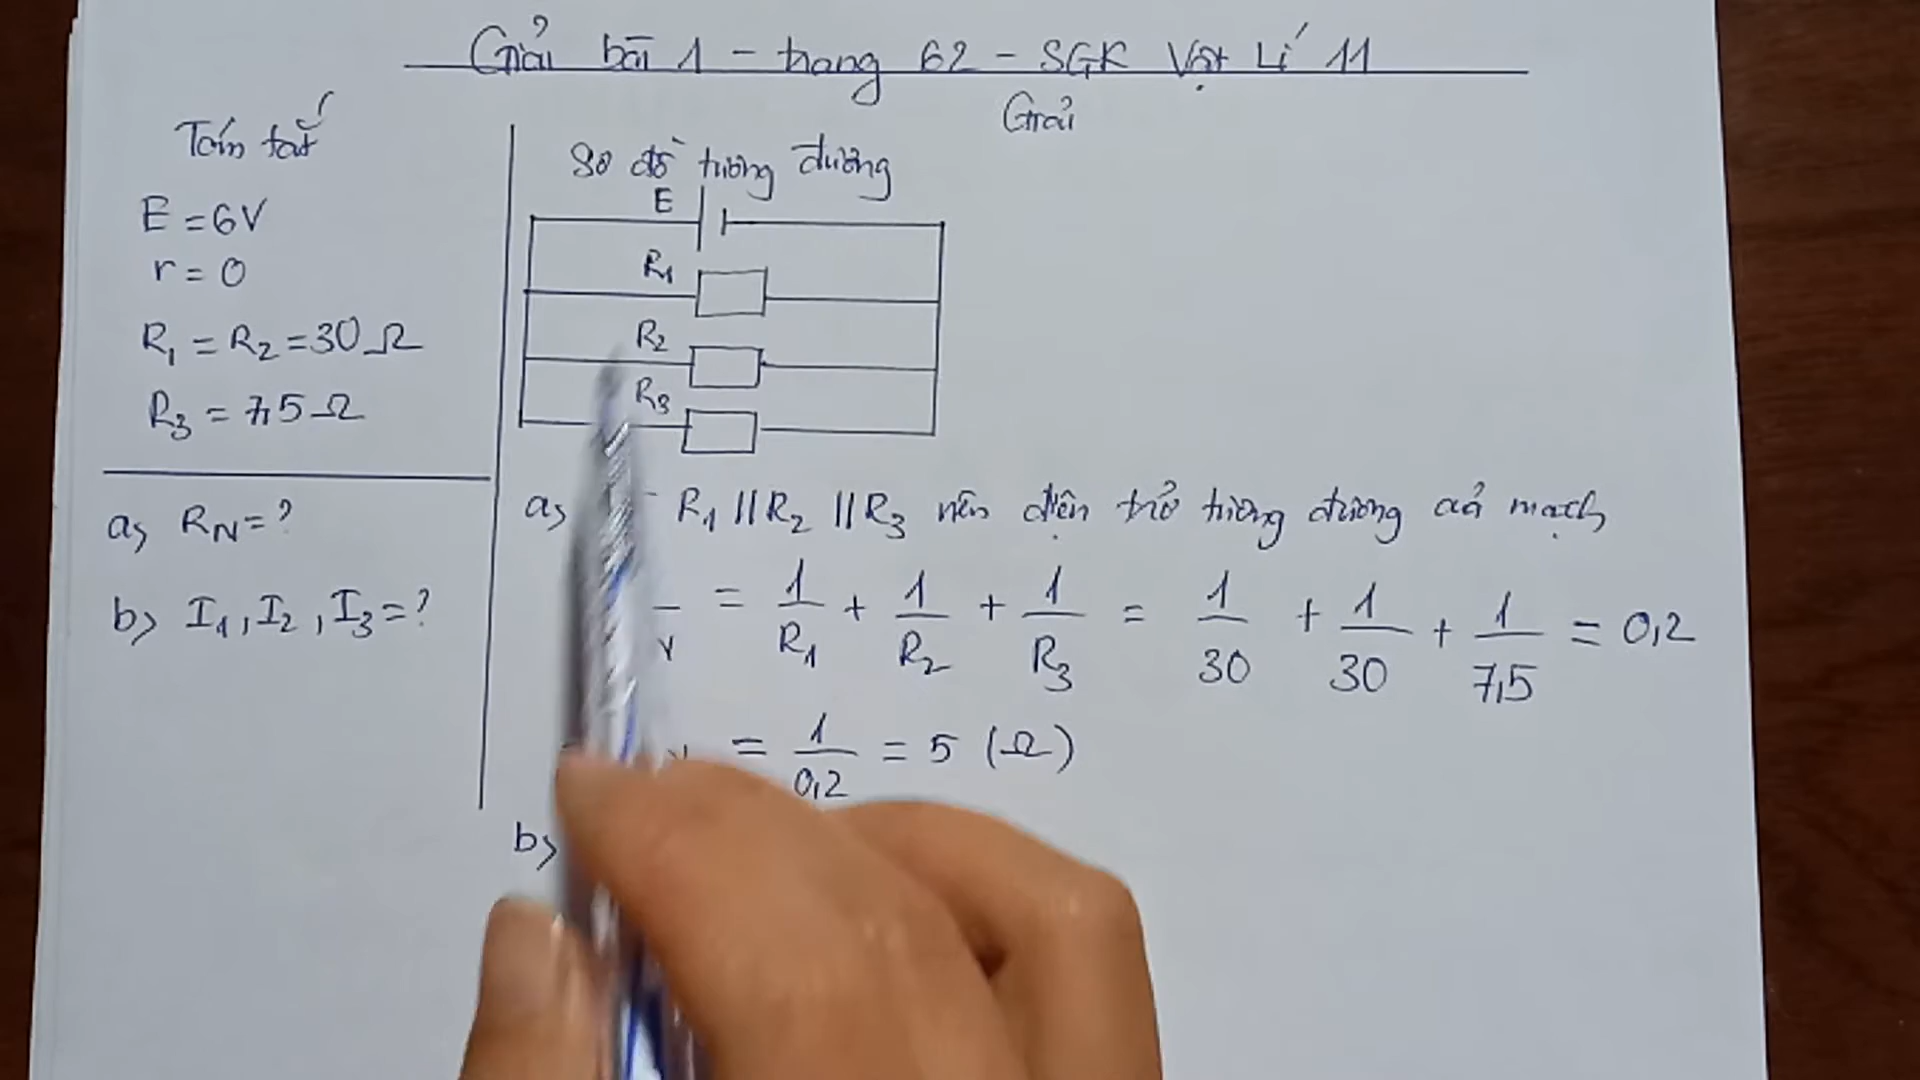 Giải bài 1 - trang 62 - SGK Vật Lí 11
Tóm tắt
E = 6V
r = 0
R₁ = R₂ = 30 Ω
R₃ = 7,5 Ω
a, R_N = ?
b> I₁, I₂, I₃ = ?
Giải
Sơ đồ tương đương
E
R₁
R₂
R₃
a, R₁ // R₂ // R₃ nên điện trở tương đương cả mạch
= 1/R₁ + 1/R₂ + 1/R₃ = 1/30 + 1/30 + 1/7,5 = 0,2
= 1/0,2 = 5 (Ω)
b>